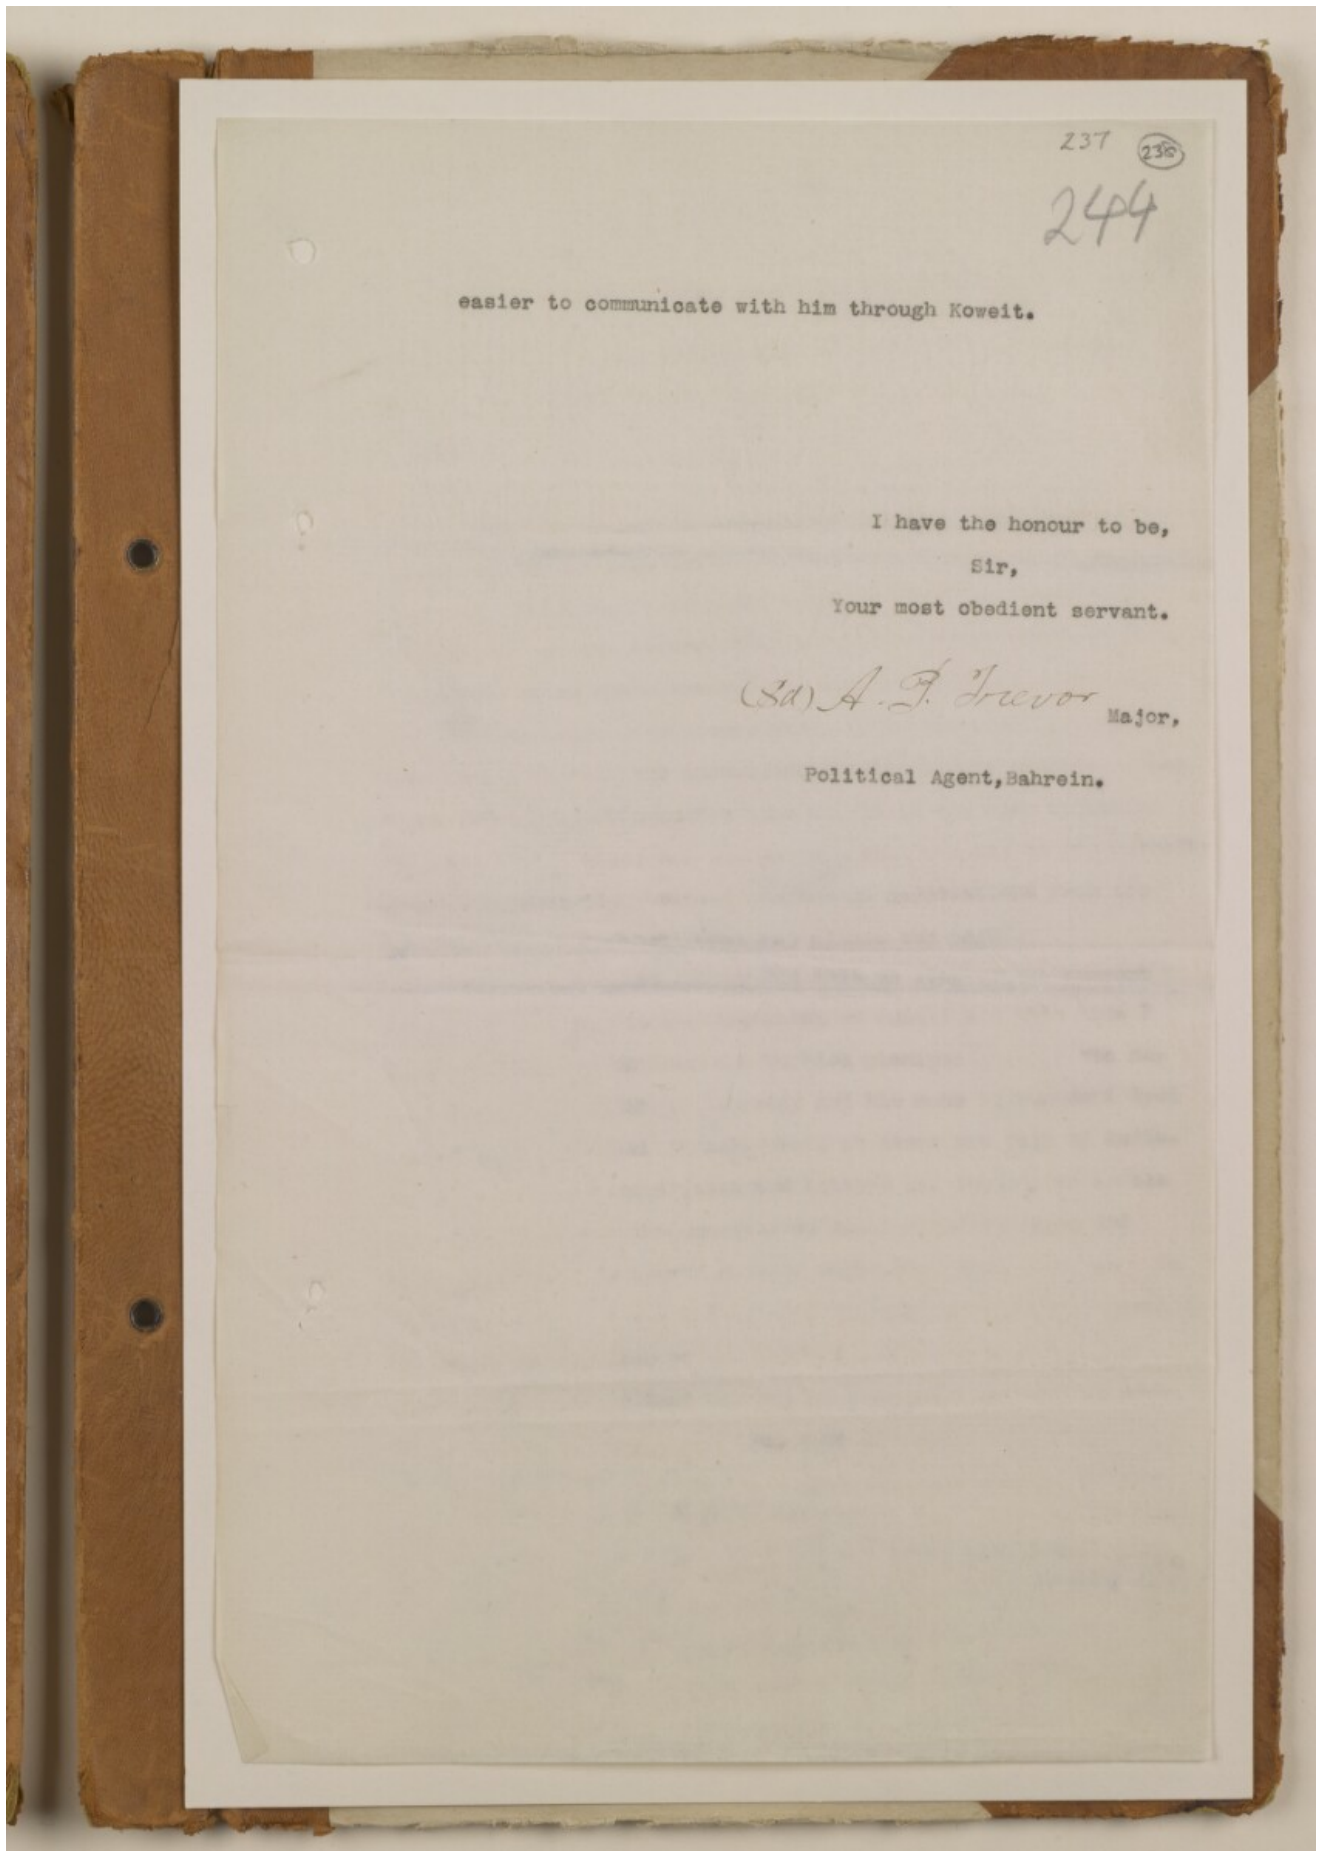 237
244
easier to communicate with him through Koweit.
I have the honour to be,
Sir,
Your most obedient servant.
(Sd) A. P. Trevor Major,
Political Agent,Bahrein.